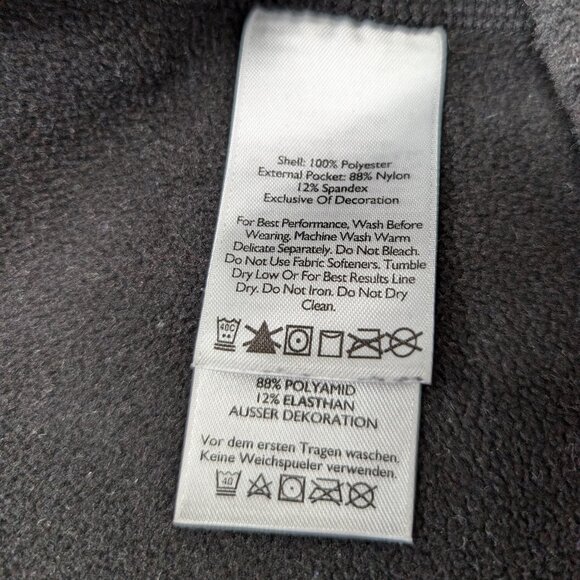 Shell: 100% Polyester
External Pocket: 88% Nylon
12% Spandex
Exclusive Of Decoration
For Best Performance, Wash Before
Wearing. Machine Wash Warm
Delicate Separately. Do Not Bleach.
Do Not Use Fabric Softeners. Tumble
Dry Low Or For Best Results Line
Dry. Do Not Iron. Do Not Dry
Clean.
40C
88% POLYAMID
12% ELASTHAN
AUSSER DEKORATION
Vor dem ersten Tragen waschen.
Keine Weichspueler verwenden.
40